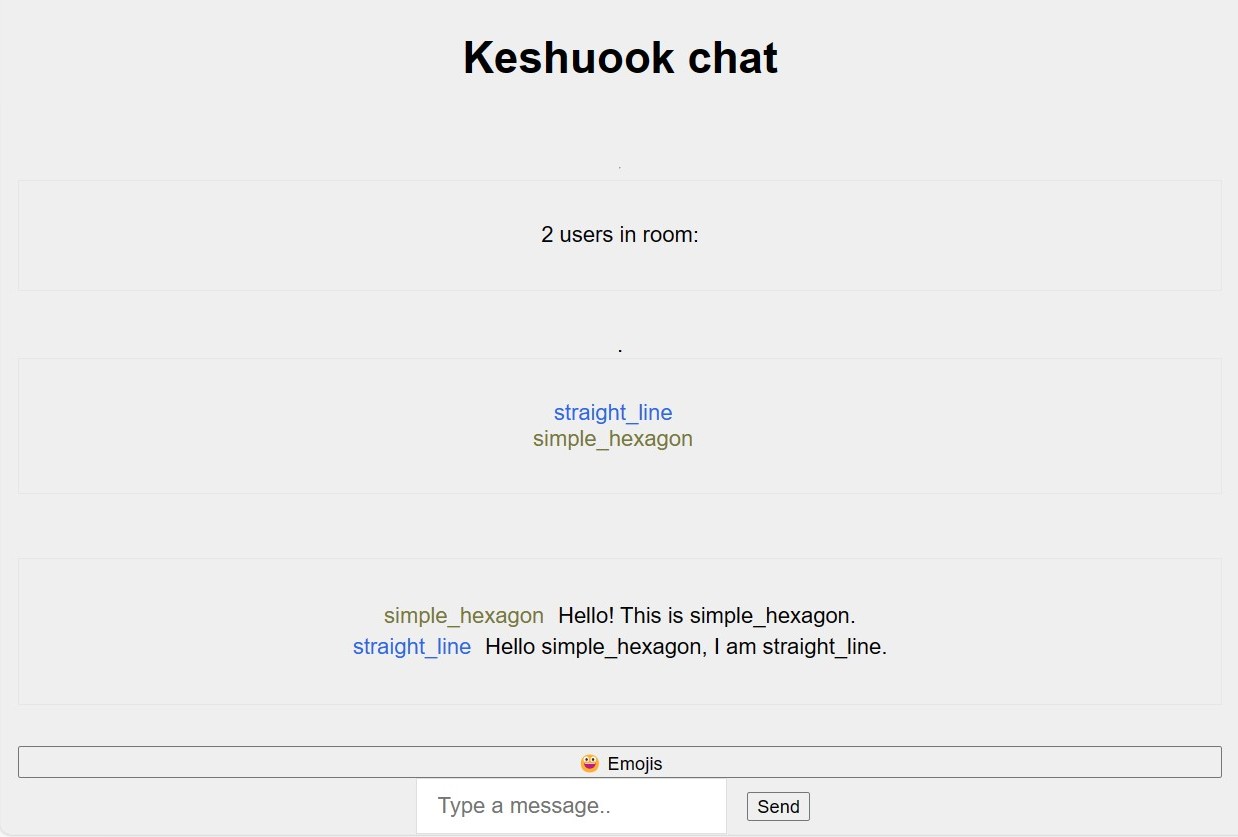 Keshuook chat
.
2 users in room:
.
straight_line
simple_hexagon
simple_hexagon Hello! This is simple_hexagon.
straight_line Hello simple_hexagon, I am straight_line.
😀 Emojis
Type a message..
Send